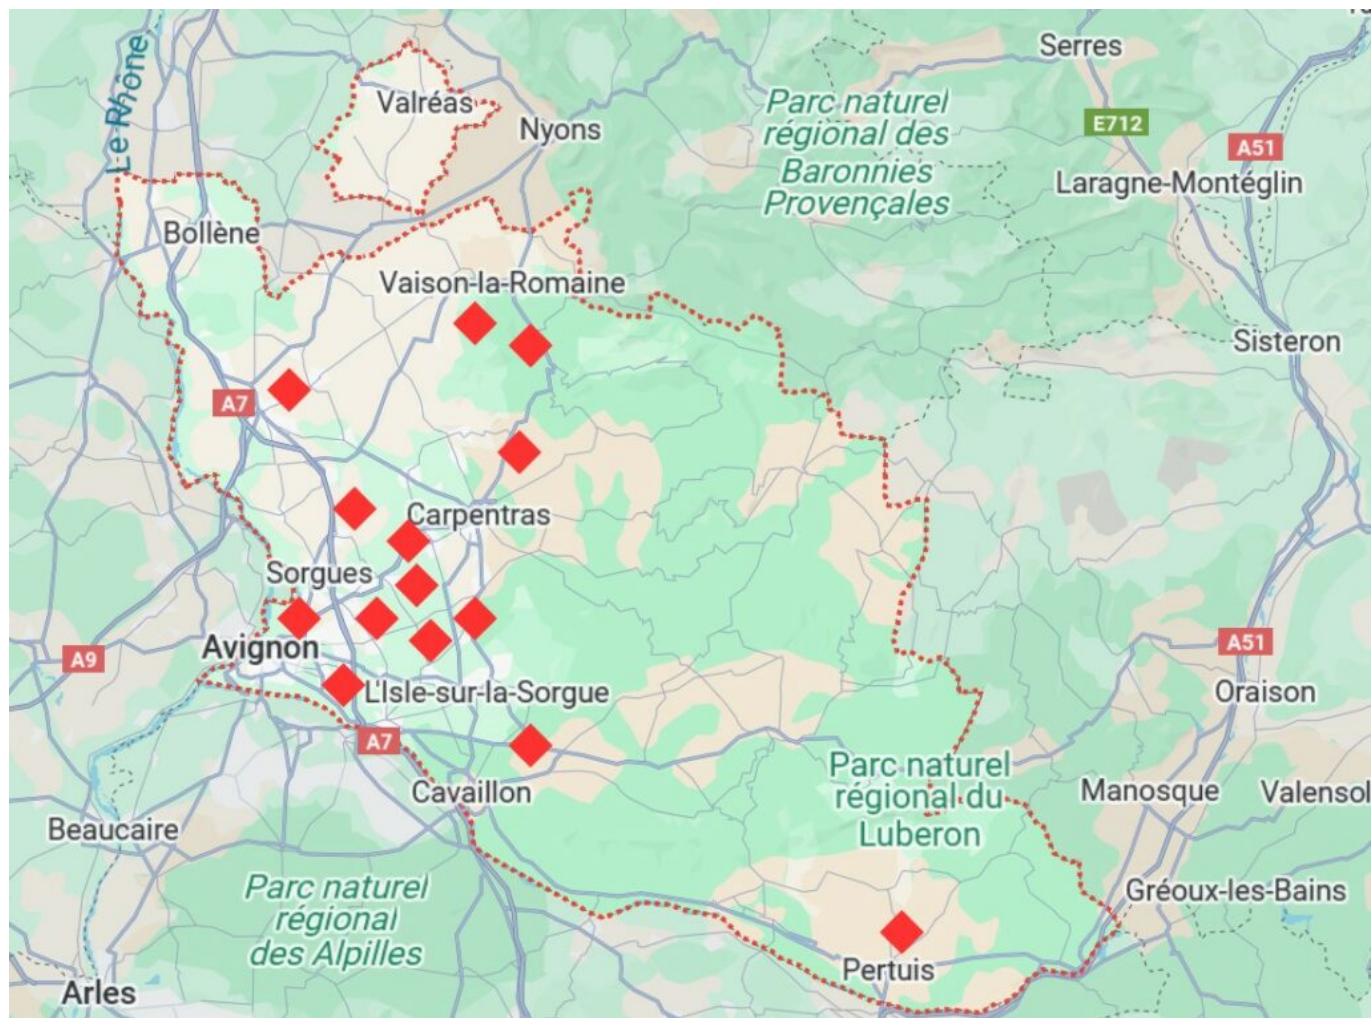 Serres
Le Rhône
Valréas
Nyons
Parc naturel
régional des
Baronnies
Provençales
E712
A51
Laragne-Montéglin
Bollène
Vaison-la-Romaine
Sisteron
A7
Carpentras
Sorgues
Avignon
A9
A51
L'Isle-sur-la-Sorgue
Oraison
A7
Cavaillon
Parc naturel
régional du
Luberon
Manosque
Valensol
Beaucaire
Parc naturel
régional
des Alpilles
Gréoux-les-Bains
Pertuis
Arles